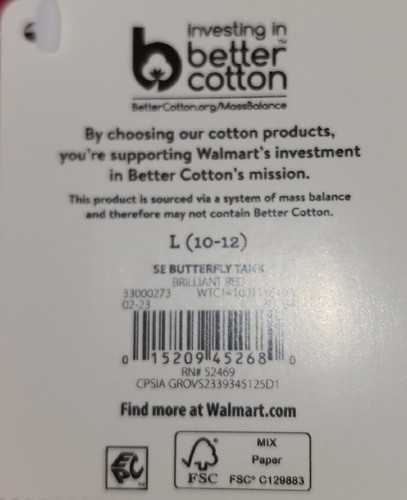 investing in
better™
cotton
BetterCotton.org/MassBalance
By choosing our cotton products,
you're supporting Walmart's investment
in Better Cotton's mission.
This product is sourced via a system of mass balance
and therefore may not contain Better Cotton.
L (10-12)
SE BUTTERFLY TANK
BRILLIANT RED
33000273
02-23
0 15209 45268 0
RN# 52469
CPSIA GROVS2339345125D1
Find more at Walmart.com
EPC™
MIX
Paper
FSC FSC® C129883